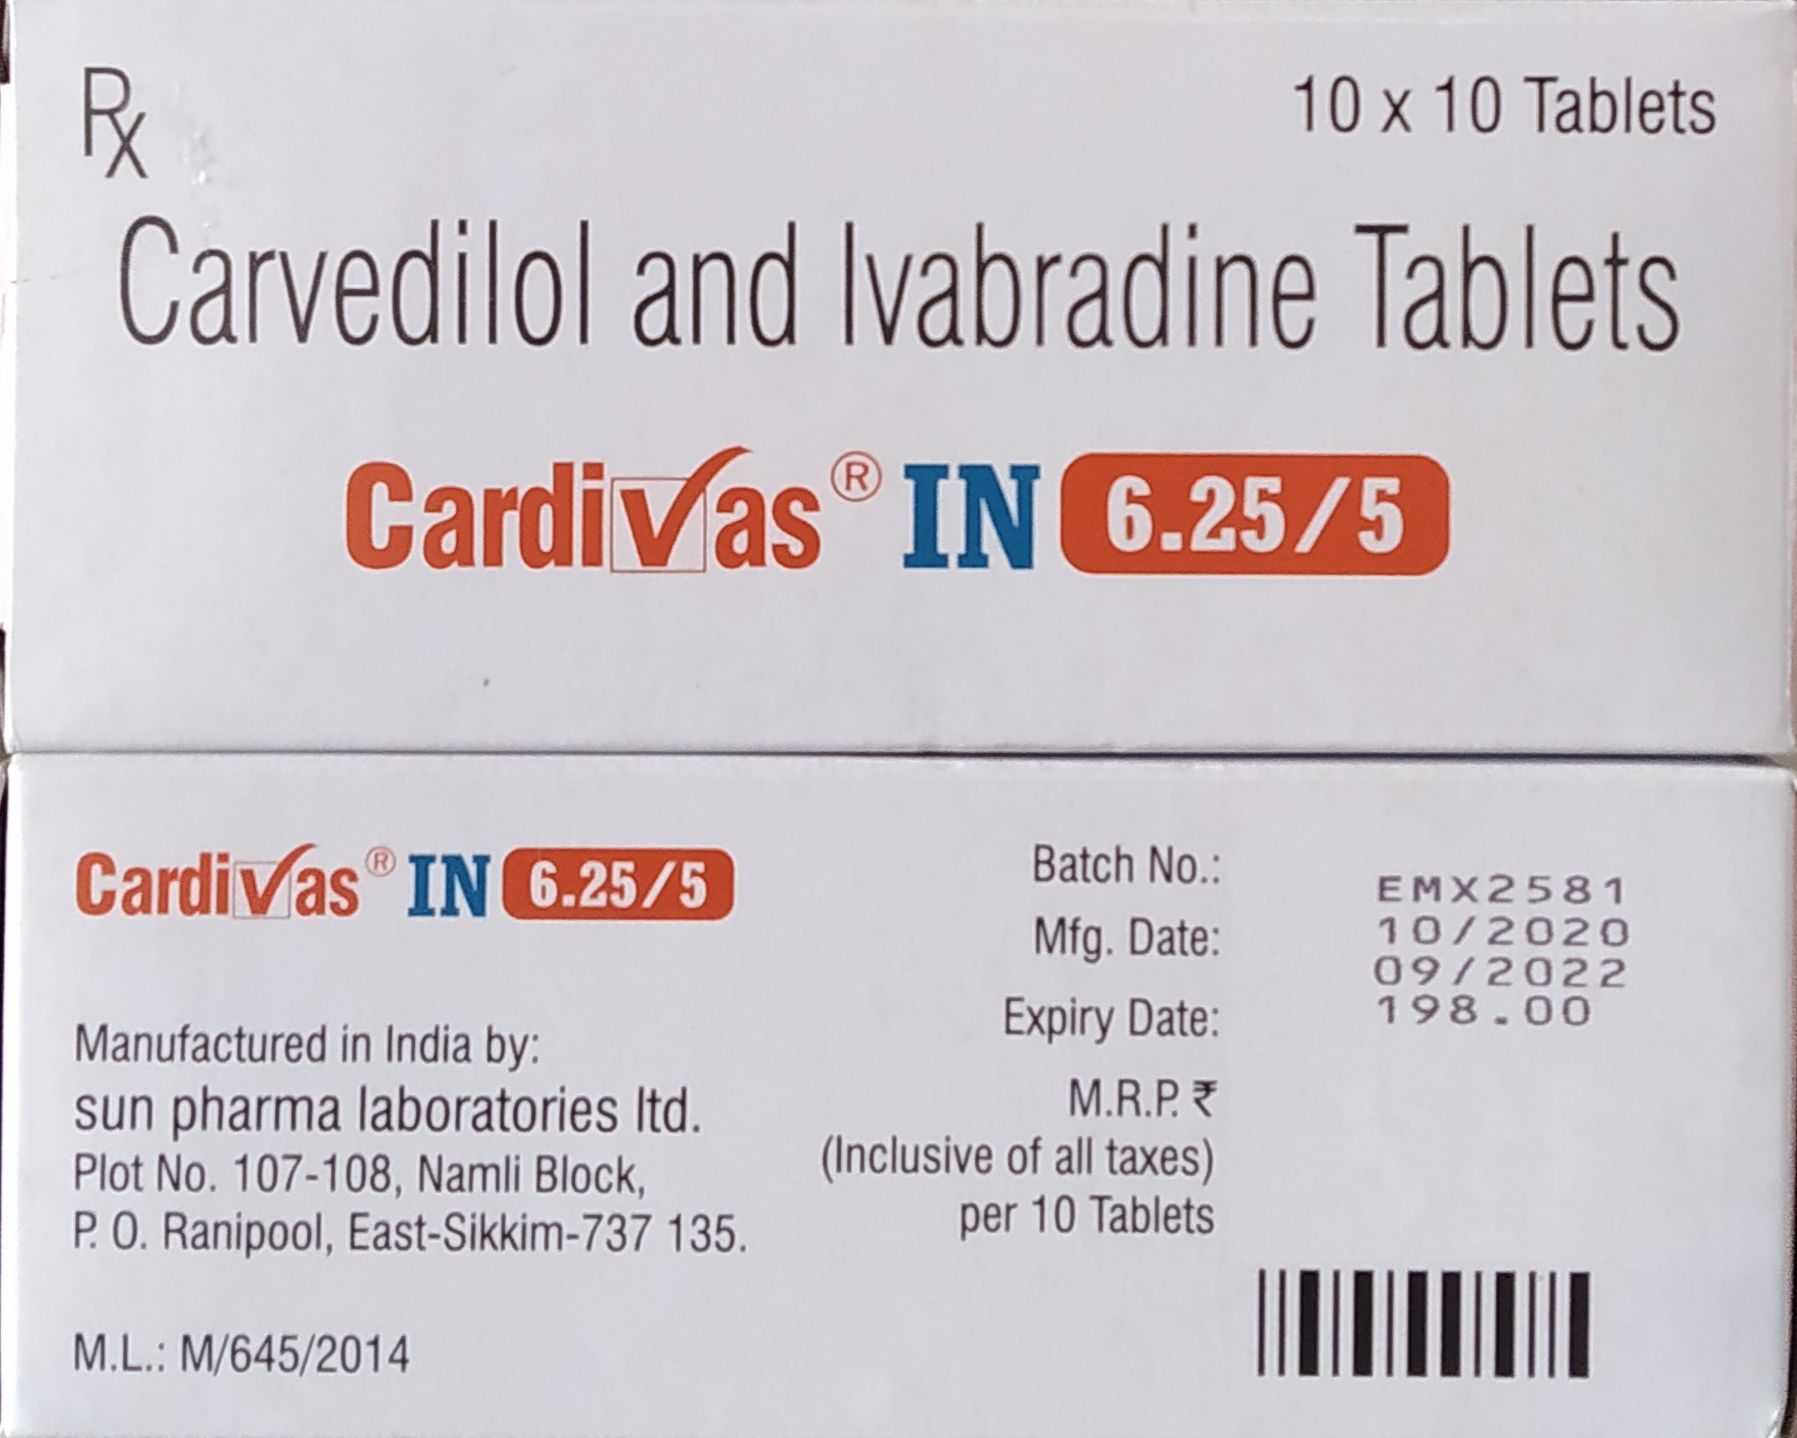 Rx
10 x 10 Tablets
Carvedilol and Ivabradine Tablets
Cardivas® IN 6.25/5
Cardivas® IN 6.25/5
Manufactured in India by:
sun pharma laboratories ltd.
Plot No. 107-108, Namli Block,
P. O. Ranipool, East-Sikkim-737 135.
M.L.: M/645/2014
Batch No.:
Mfg. Date:
Expiry Date:
M.R.P. ₹
(Inclusive of all taxes)
per 10 Tablets
EMX2581
10/2020
09/2022
198.00